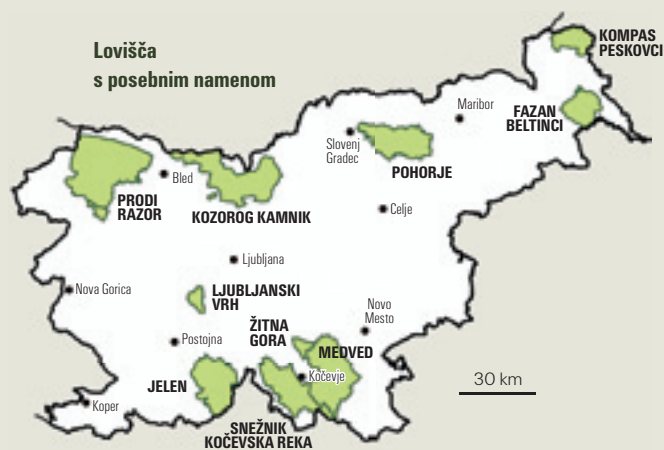 Lovišča
s posebnim namenom
KOMPAS
PESKOVCI
Maribor
FAZAN
BELTINCI
Slovenj
Gradec
POHORJE
Bled
PRODI
RAZOR
KOZOROG KAMNIK
Celje
Ljubljana
Nova Gorica
LJUBLJANSKI
VRH
Novo
Mesto
ŽITNA
GORA
Postojna
MEDVED
Kočevje
JELEN
30 km
Koper
SNEŽNIK
KOČEVSKA REKA